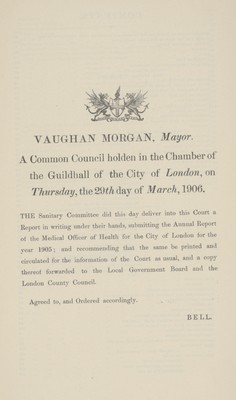 VAUGHAN MORGAN, Mayor.
A Common Council holden in the Chamber of
the Guildhall of the City of London, on
Thursday, the 29th day of March, 1906.
THE Sanitary Committee did this day deliver into this Court a
Report in writing under their hands, submitting the Annual Report
of the Medical Officer of Health for the City of London for the
year 1905; and recommending that the same be printed and
circulated for the information of the Court as usual, and a copy
thereof forwarded to the Local Government Board and the
London County Council.
Agreed to, and Ordered accordingly.
BELL.